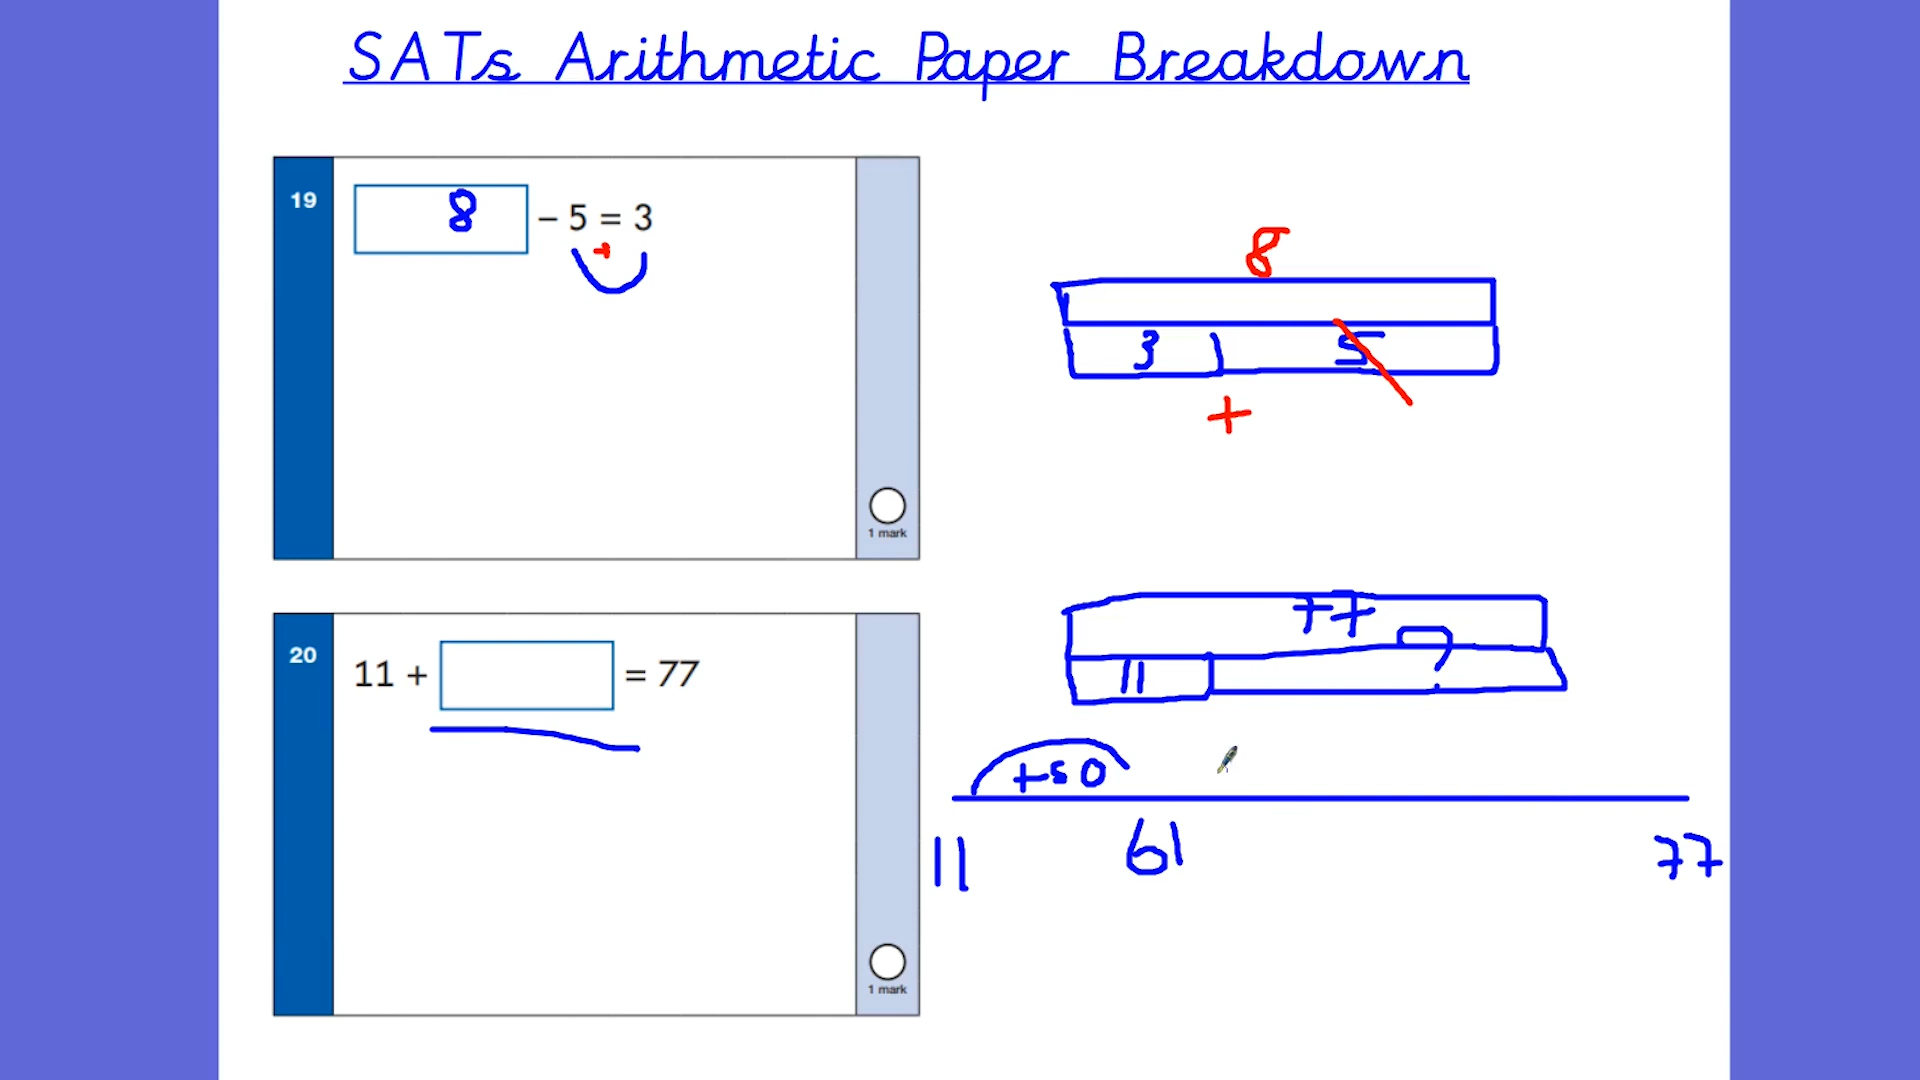 SATs Arithmetic Paper Breakdown
19
8 – 5 = 3
+
1 mark
8
3 5
+
20
11 + = 77
1 mark
77
11 ?
+50
11 61 77